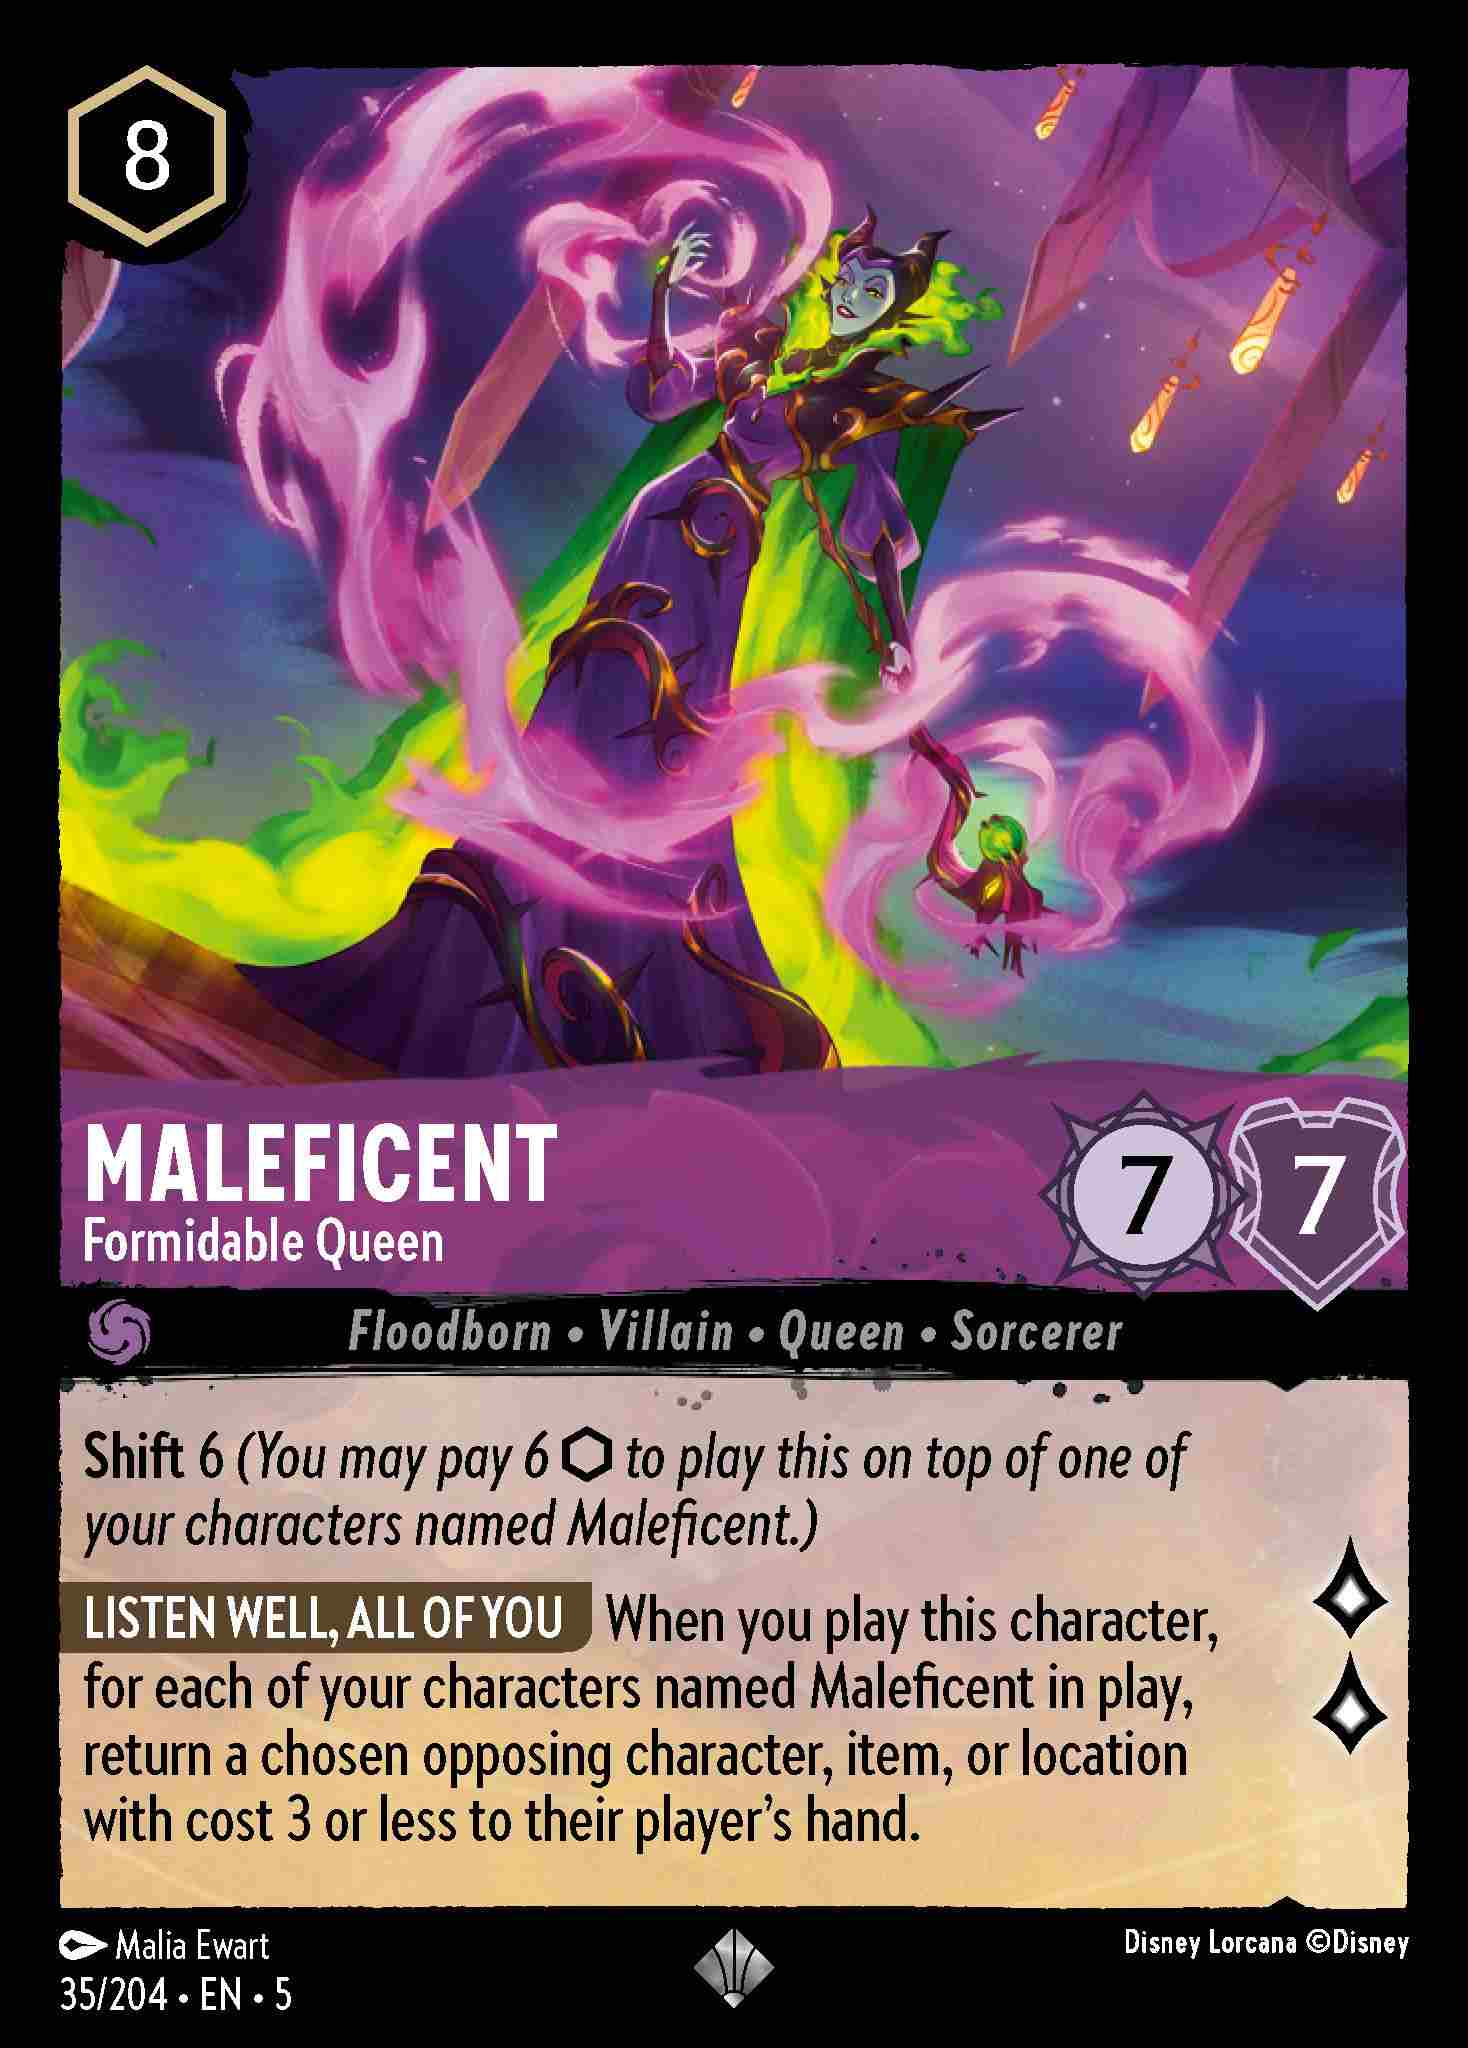 8
MALEFICENT
Formidable Queen
7
7
Floodborn • Villain • Queen • Sorcerer
Shift 6 (You may pay 6 ⬡ to play this on top of one of
your characters named Maleficent.)
LISTEN WELL, ALL OF YOU When you play this character,
for each of your characters named Maleficent in play,
return a chosen opposing character, item, or location
with cost 3 or less to their player’s hand.
Malia Ewart
Disney Lorcana ©Disney
35/204 • EN • 5